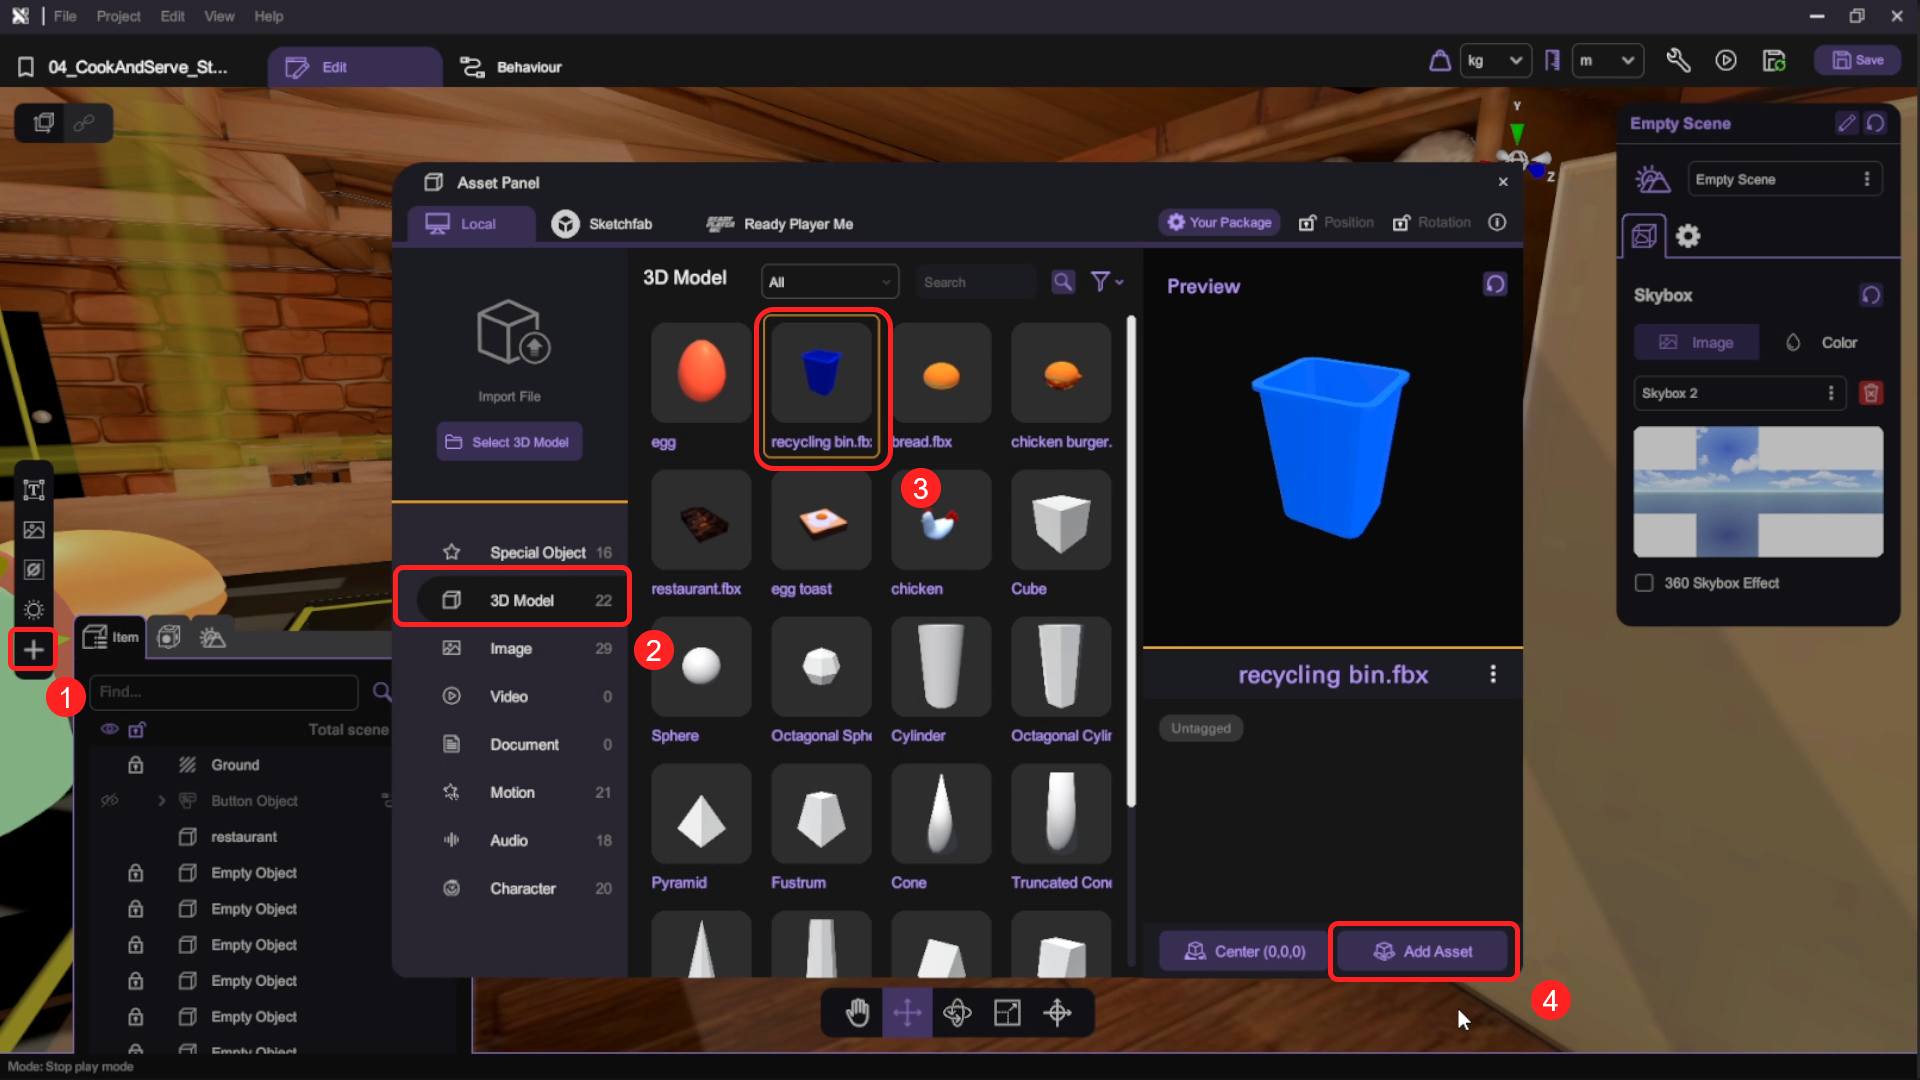 File Project Edit View Help
04_CookAndServe_St...
Edit
Behaviour
kg
m
Save
Y
Z
Empty Scene
Empty Scene
Skybox
Image
Color
Skybox 2
360 Skybox Effect
Asset Panel
Local
Sketchfab
READY PLAYER ME
Ready Player Me
Your Package
Position
Rotation
Import File
Select 3D Model
Special Object 16
3D Model 22
Image 29
Video 0
Document 0
Motion 21
Audio 18
Character 20
3D Model
All
Search
egg
recycling bin.fb
bread.fbx
chicken burger.
restaurant.fbx
egg toast
chicken
Cube
Sphere
Octagonal Sph
Cylinder
Octagonal Cylin
Pyramid
Fustrum
Cone
Truncated Cone
Preview
recycling bin.fbx
Untagged
Center (0,0,0)
Add Asset
1
2
3
4
Item
Find...
Total scene
Ground
Button Object
restaurant
Empty Object
Empty Object
Empty Object
Empty Object
Empty Object
Empty Object
Mode: Stop play mode